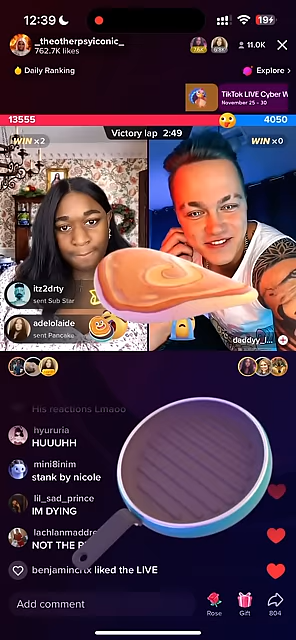 12:39
19
_theotherpsyiconic_
762.7K likes
11.0K
Daily Ranking
Explore >
TikTok LIVE Cyber W
November 25 - 30
13555
4050
WIN x2
Victory lap 2:49
WIN x0
itz2drty
sent Sub Star
adelolaide
sent Pancake
daddyy_l...
His reactions Lmaoo
hyururia
HUUUHH
mini8inim
stank by nicole
lil_sad_prince
IM DYING
lachlanmaddre
NOT THE
liked the LIVE
Add comment
Rose
Gift
804